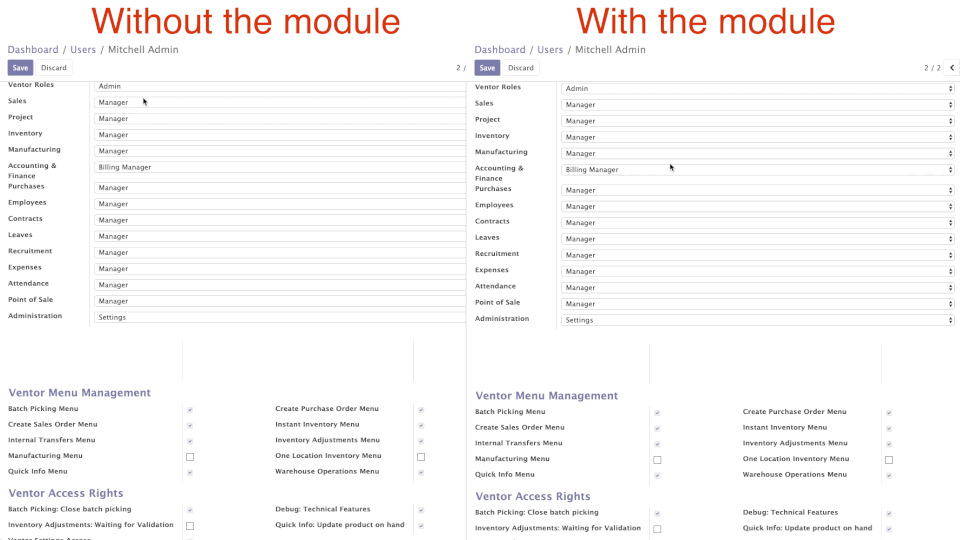 Without the module
Dashboard / Users / Mitchell Admin
Save Discard 2 /
Ventor Roles Admin
Sales Manager
Project Manager
Inventory Manager
Manufacturing Manager
Accounting & Billing Manager
Finance
Purchases Manager
Employees Manager
Contracts Manager
Leaves Manager
Recruitment Manager
Expenses Manager
Attendance Manager
Point of Sale Manager
Administration Settings
Ventor Menu Management
Batch Picking Menu Create Purchase Order Menu
Create Sales Order Menu Instant Inventory Menu
Internal Transfers Menu Inventory Adjustments Menu
Manufacturing Menu One Location Inventory Menu
Quick Info Menu Warehouse Operations Menu
Ventor Access Rights
Batch Picking: Close batch picking Debug: Technical Features
Inventory Adjustments: Waiting for Validation Quick Info: Update product on hand
With the module
Dashboard / Users / Mitchell Admin
Save Discard 2 / 2
Ventor Roles Admin
Sales Manager
Project Manager
Inventory Manager
Manufacturing Manager
Accounting & Billing Manager
Finance
Purchases Manager
Employees Manager
Contracts Manager
Leaves Manager
Recruitment Manager
Expenses Manager
Attendance Manager
Point of Sale Manager
Administration Settings
Ventor Menu Management
Batch Picking Menu Create Purchase Order Menu
Create Sales Order Menu Instant Inventory Menu
Internal Transfers Menu Inventory Adjustments Menu
Manufacturing Menu One Location Inventory Menu
Quick Info Menu Warehouse Operations Menu
Ventor Access Rights
Batch Picking: Close batch picking Debug: Technical Features
Inventory Adjustments: Waiting for Validation Quick Info: Update product on hand